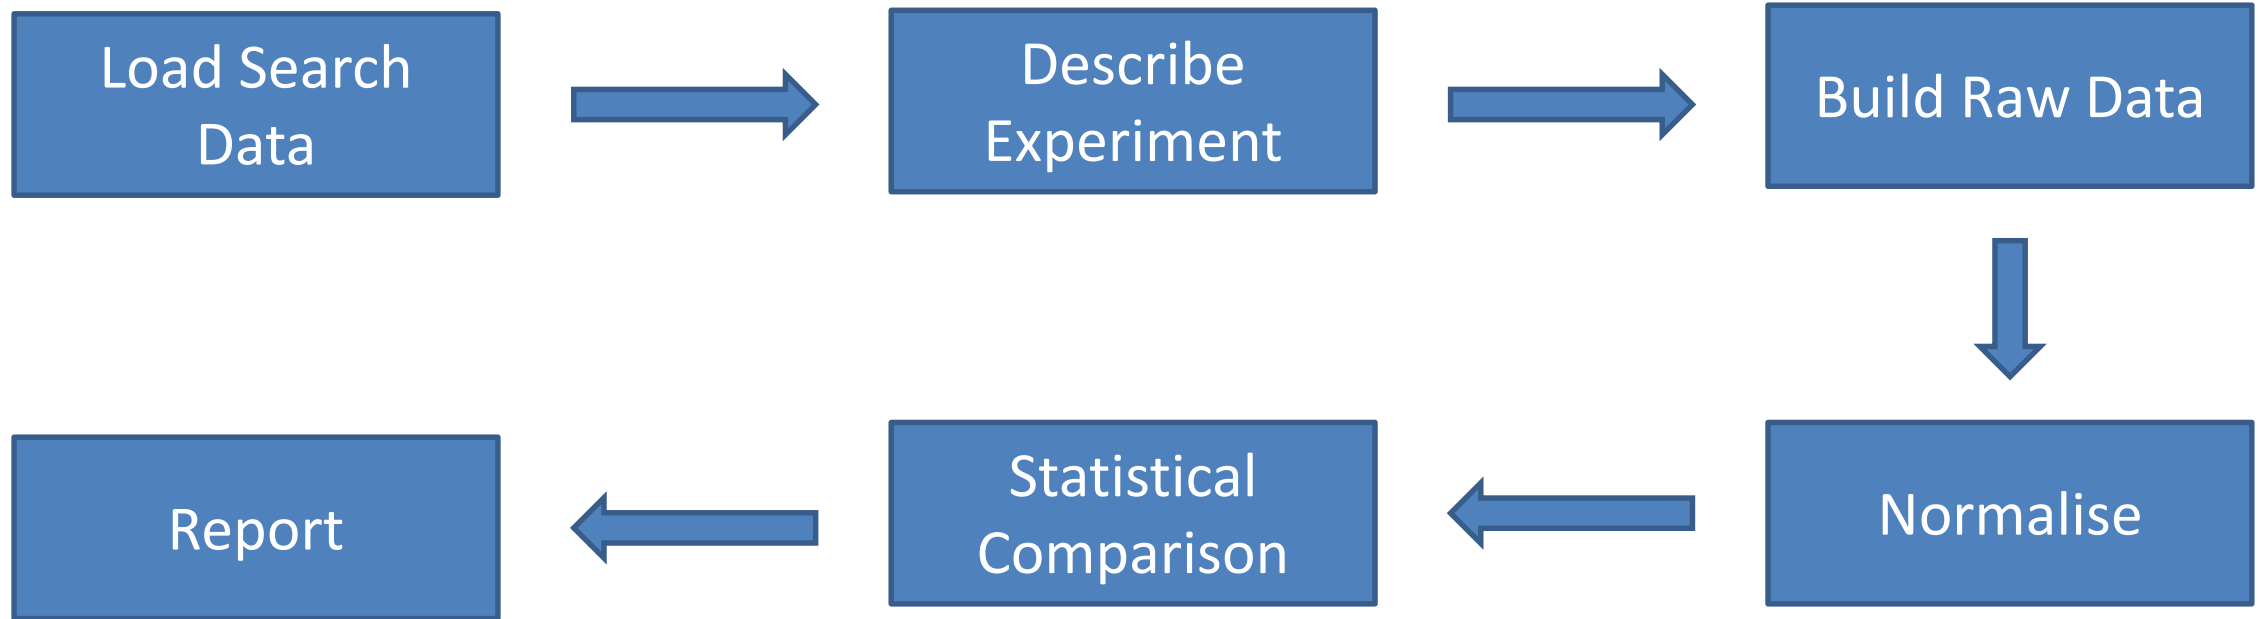 Load Search
Data
Describe
Experiment
Build Raw Data
Normalise
Statistical
Comparison
Report